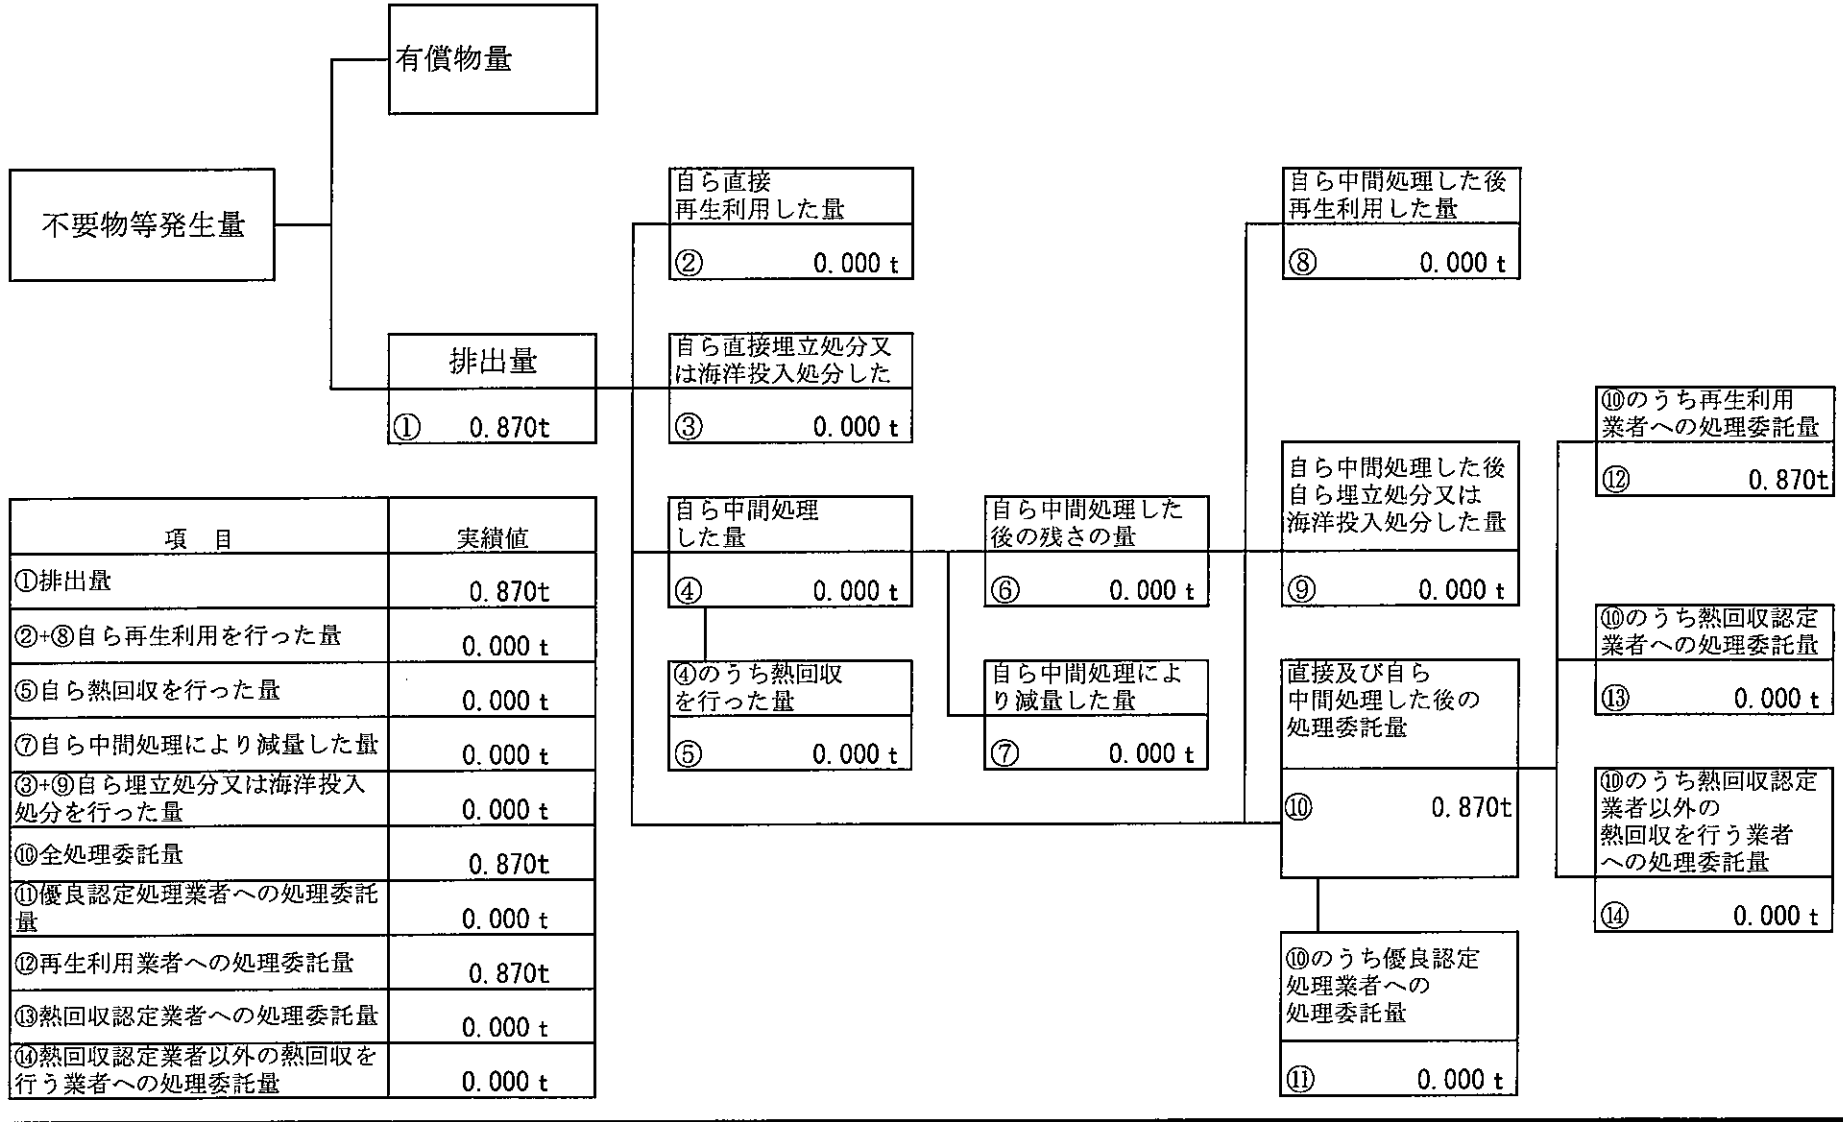 有償物量
不要物等発生量
排出量
① 0.870t
自ら直接
再生利用した量
② 0.000 t
自ら直接埋立処分又
は海洋投入処分した
③ 0.000 t
自ら中間処理
した量
④ 0.000 t
④のうち熱回収
を行った量
⑤ 0.000 t
自ら中間処理した
後の残さの量
⑥ 0.000 t
自ら中間処理によ
り減量した量
⑦ 0.000 t
自ら中間処理した後
再生利用した量
⑧ 0.000 t
自ら中間処理した後
自ら埋立処分又は
海洋投入処分した量
⑨ 0.000 t
直接及び自ら
中間処理した後の
処理委託量
⑩ 0.870t
⑩のうち優良認定
処理業者への
処理委託量
⑪ 0.000 t
⑩のうち再生利用
業者への処理委託量
⑫ 0.870t
⑩のうち熱回収認定
業者への処理委託量
⑬ 0.000 t
⑩のうち熱回収認定
業者以外の
熱回収を行う業者
への処理委託量
⑭ 0.000 t
項 目 実績値
①排出量 0.870t
②+⑧自ら再生利用を行った量 0.000 t
⑤自ら熱回収を行った量 0.000 t
⑦自ら中間処理により減量した量 0.000 t
③+⑨自ら埋立処分又は海洋投入
処分を行った量 0.000 t
⑩全処理委託量 0.870t
⑪優良認定処理業者への処理委託
量 0.000 t
⑫再生利用業者への処理委託量 0.870t
⑬熱回収認定業者への処理委託量 0.000 t
⑭熱回収認定業者以外の熱回収を
行う業者への処理委託量 0.000 t